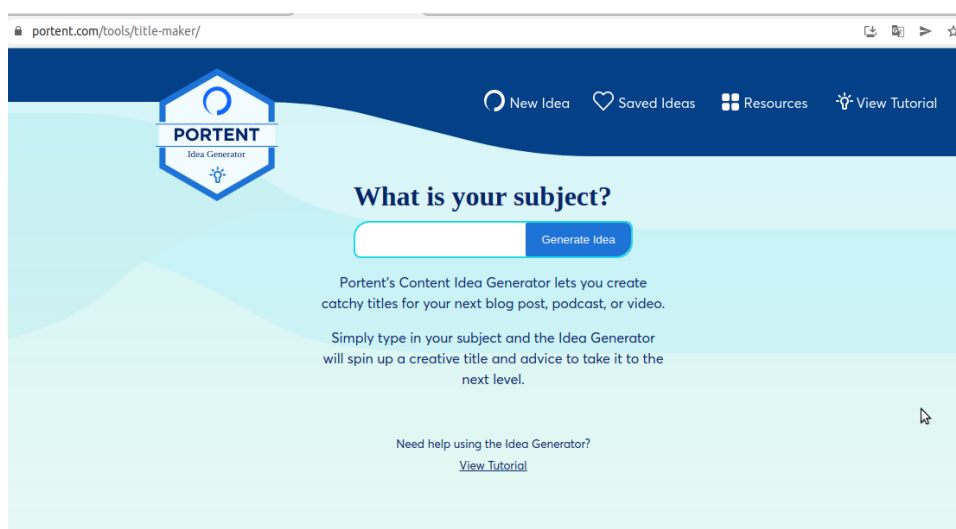 portent.com/tools/title-maker/
New Idea
Saved Ideas
Resources
View Tutorial
PORTENT
Idea Generator
What is your subject?
Generate Idea
Portent's Content Idea Generator lets you create
catchy titles for your next blog post, podcast, or video.
Simply type in your subject and the Idea Generator
will spin up a creative title and advice to take it to the
next level.
Need help using the Idea Generator?
View Tutorial